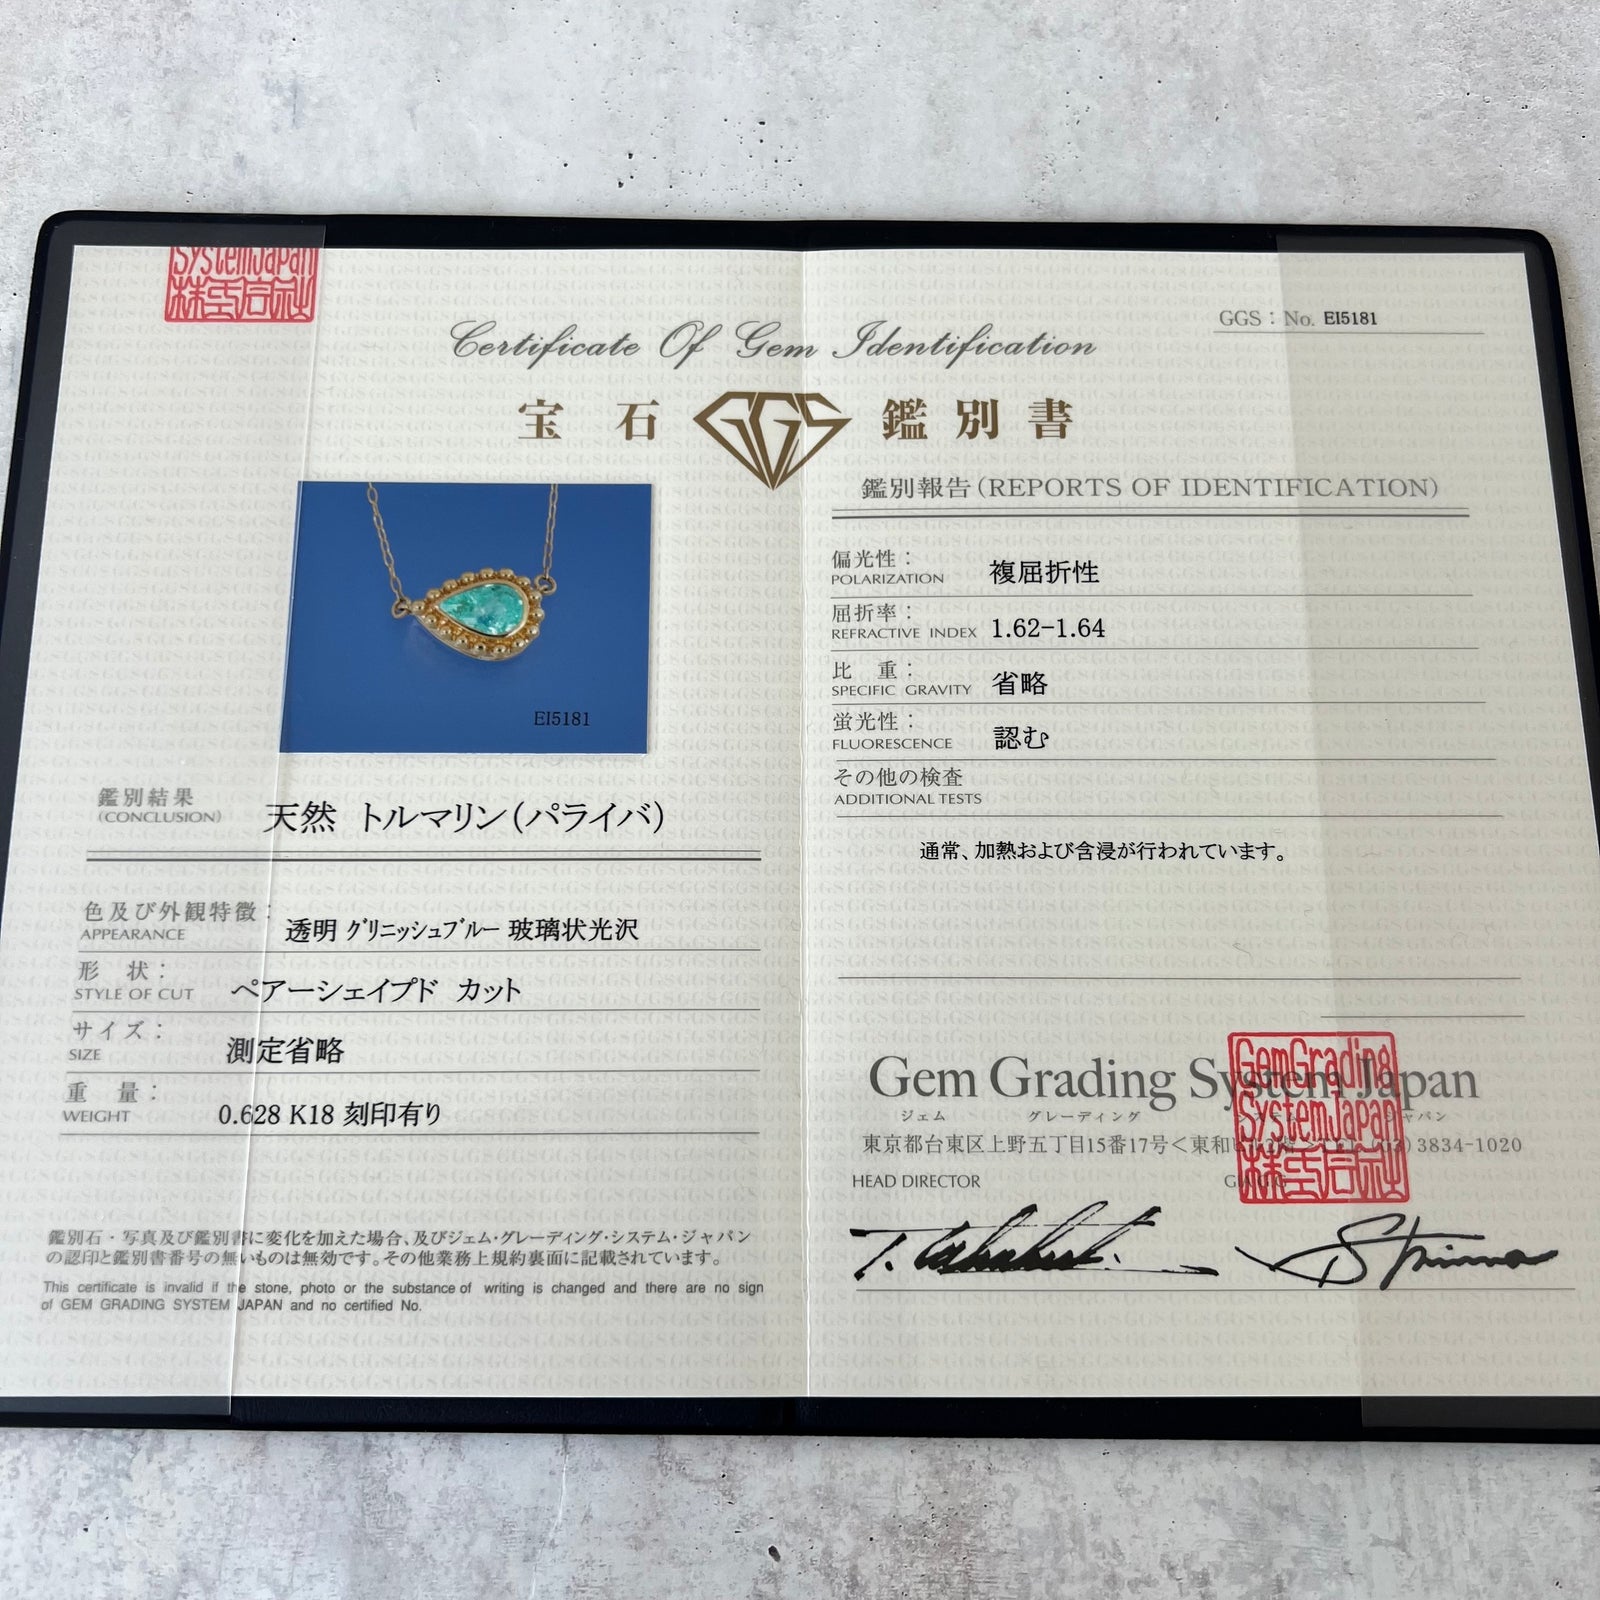 SystemJapan
株式会社
Certificate Of Gem Identification
GGS : No. EI5181
宝石 GGS 鑑別書
EI5181
鑑別結果
(CONCLUSION) 天然 トルマリン(パライバ)
色及び外観特徴:
APPEARANCE 透明 グリニッシュブルー 玻璃状光沢
形 状:
STYLE OF CUT ペアーシェイプド カット
サイズ:
SIZE 測定省略
重 量:
WEIGHT 0.628 K18 刻印有り
鑑別石・写真及び鑑別書に変化を加えた場合、及びジェム・グレーディング・システム・ジャパン
の認印と鑑別書番号の無いものは無効です。その他業務上規約裏面に記載されています。
This certificate is invalid if the stone, photo or the substance of writing is changed and there are no sign
of GEM GRADING SYSTEM JAPAN and no certified No.
鑑別報告(REPORTS OF IDENTIFICATION)
偏光性:
POLARIZATION 複屈折性
屈折率:
REFRACTIVE INDEX 1.62-1.64
比 重:
SPECIFIC GRAVITY 省略
蛍光性:
FLUORESCENCE 認む
その他の検査
ADDITIONAL TESTS
通常、加熱および含浸が行われています。
Gem Grading System Japan
ジェム グレーディング ジャパン
東京都台東区上野五丁目15番17号<東和 3834-1020
HEAD DIRECTOR
GemGrading
SystemJapan
株式会社